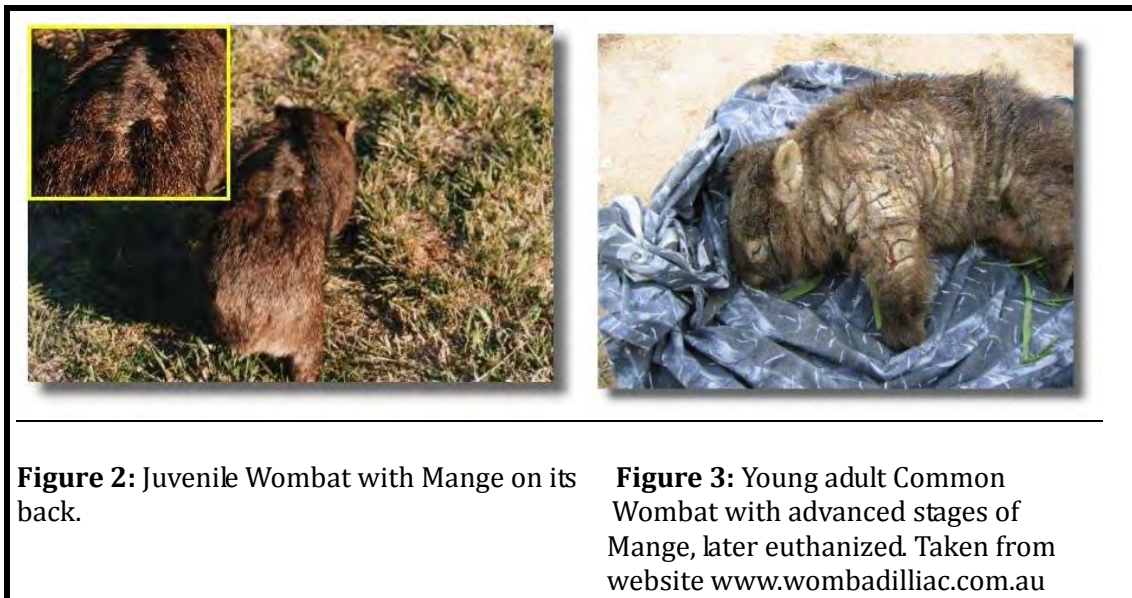 Figure 2: Juvenile Wombat with Mange on its
back.
Figure 3: Young adult Common
Wombat with advanced stages of
Mange, later euthanized. Taken from
website www.wombadilliac.com.au